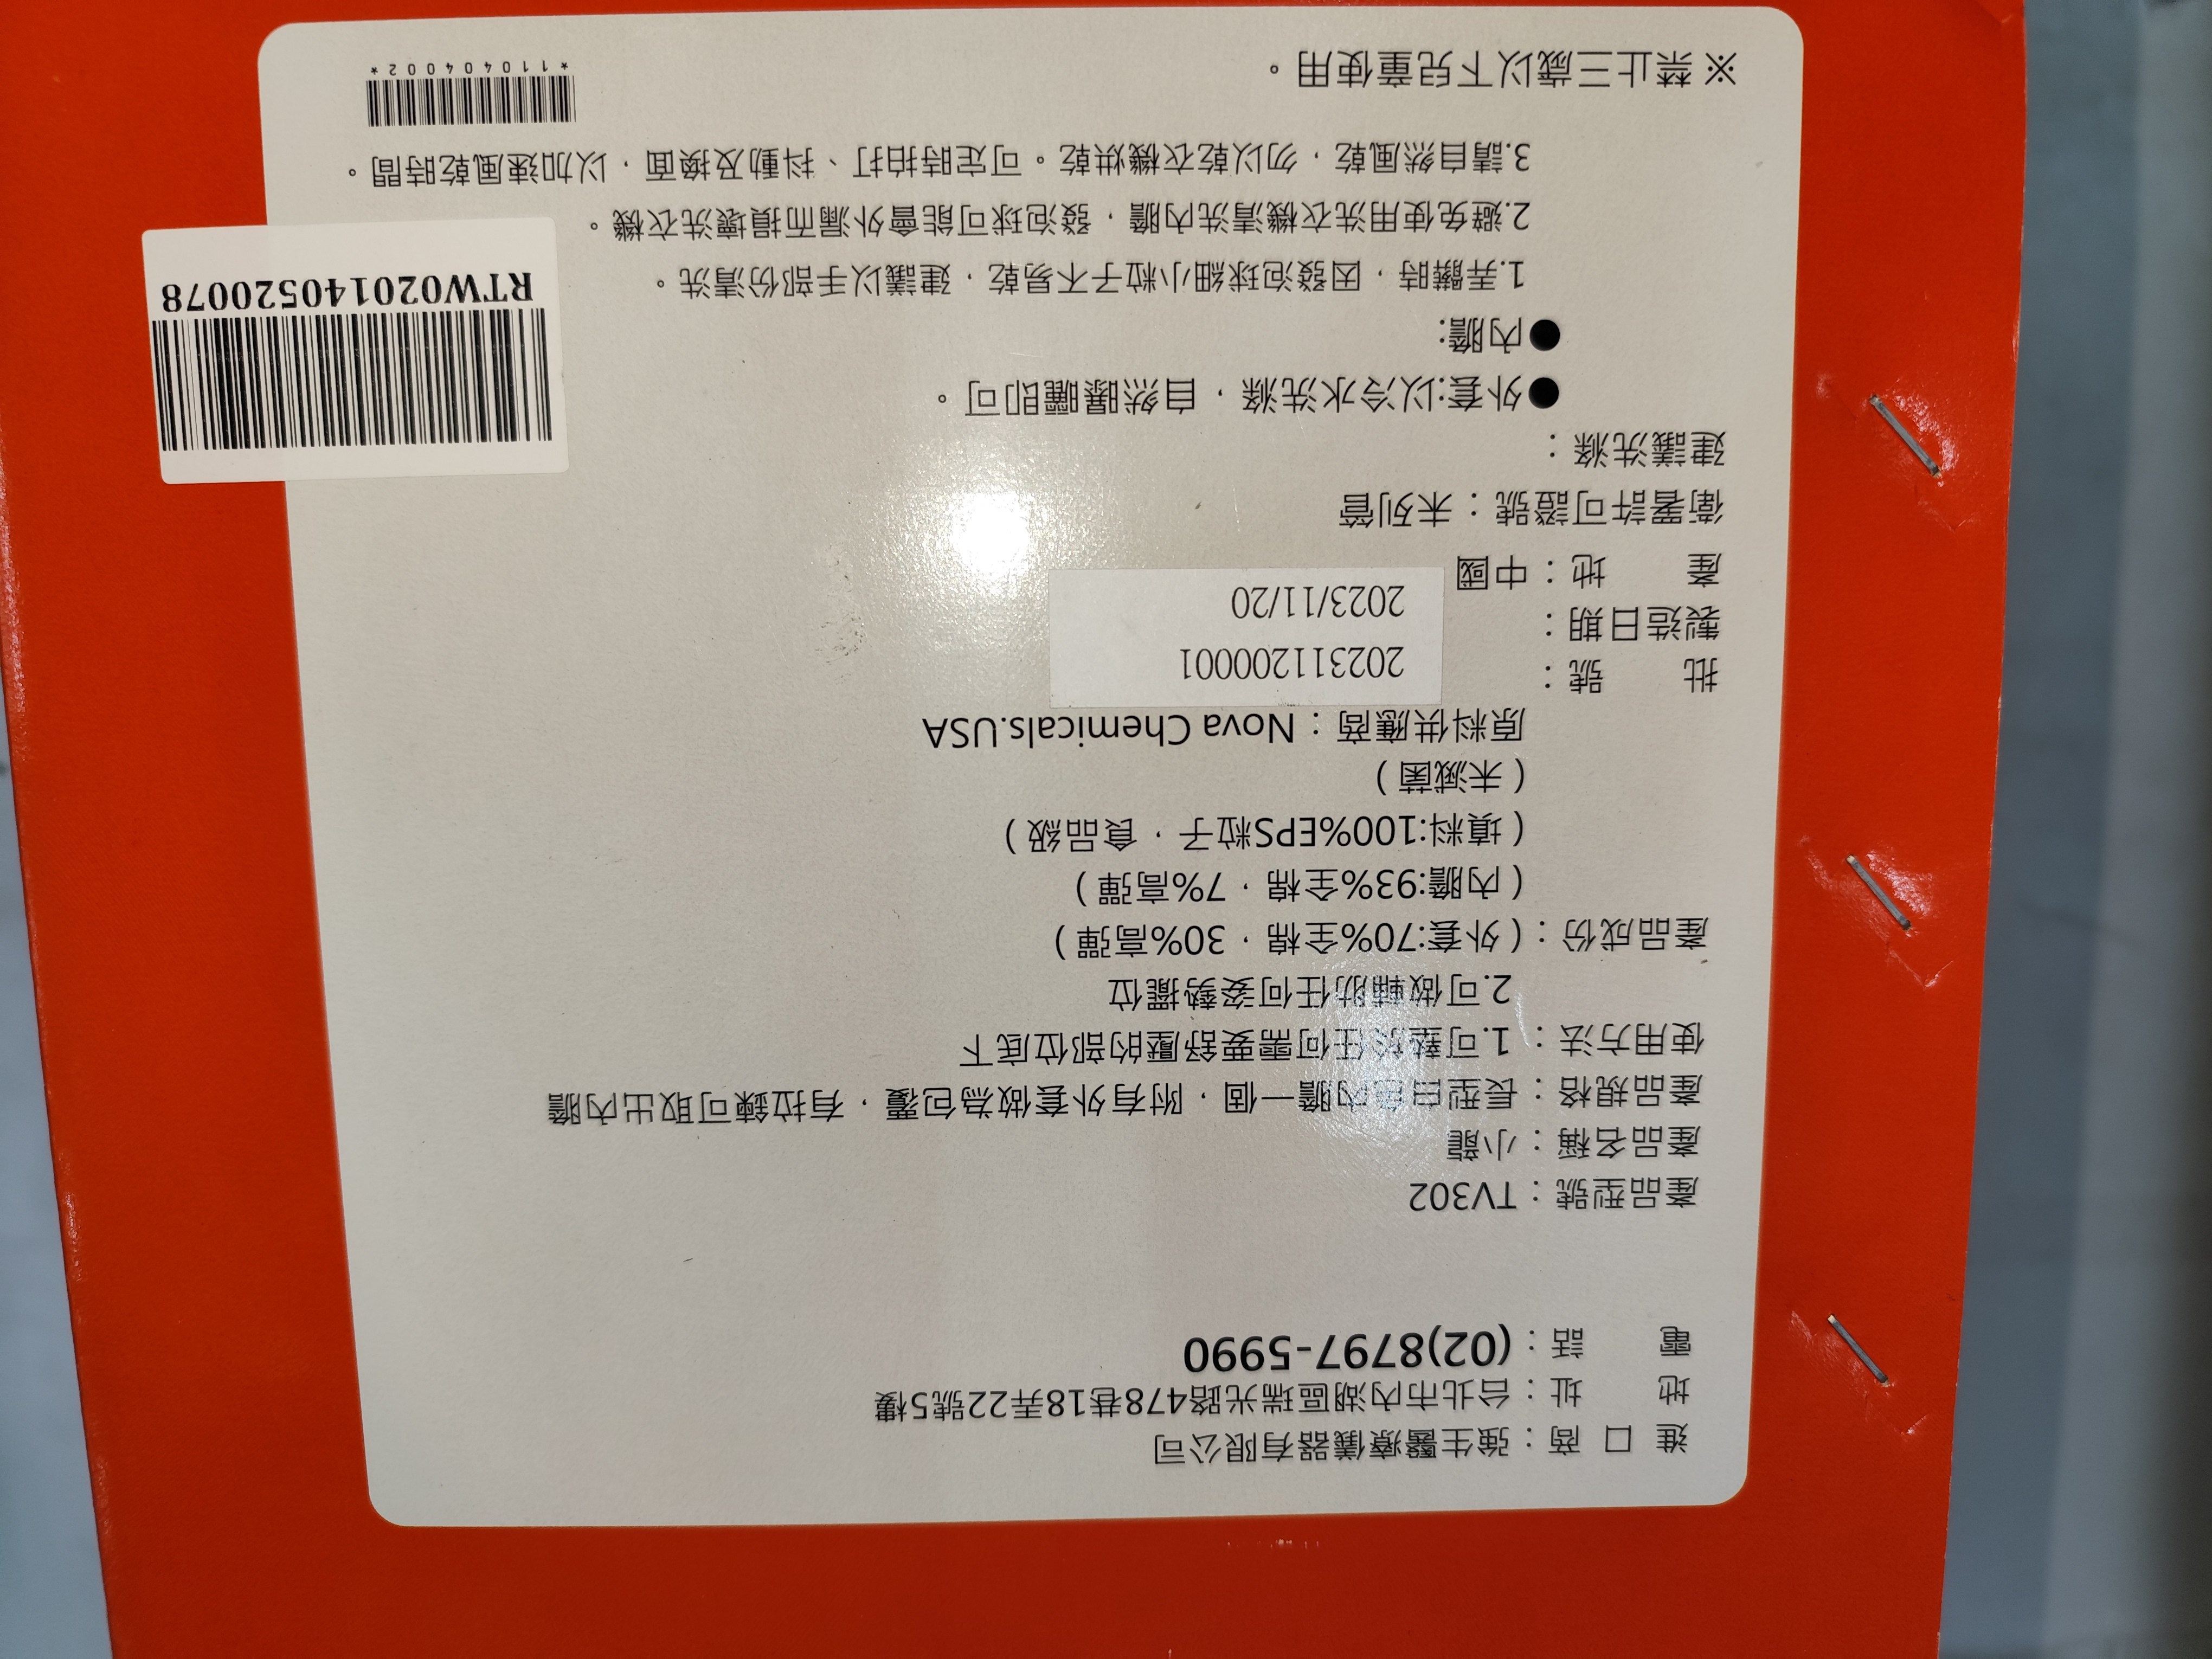 進口商：強生醫療儀器有限公司
地　址：台北市內湖區瑞光路478巷18弄22號5樓
電　話：(02)8797-5990
產品型號：TV302
產品名稱：小龍
產品規格：長型白色內膽一個，附有外套做為包覆，有拉鍊可取出內膽
使用方法：1.可墊於任何需要舒壓的部位底下
2.可做輔助任何姿勢擺位
產品成份：(外套:70%全棉，30%高彈)
(內膽:93%全棉，7%高彈)
(填料:100%EPS粒子，食品級)
(未滅菌)
原料供應商：Nova Chemicals.USA
批　號：202311200001
製造日期：2023/11/20
產　地：中國
衛署許可證號：未列管
建議洗滌：
●外套:以冷水洗滌，自然曝曬即可。
●內膽:
1.弄髒時，因發泡球細小粒子不易乾，建議以手部份清洗。
2.避免使用洗衣機清洗內膽，發泡球可能會外漏而損壞洗衣機。
3.請自然風乾，勿以乾衣機烘乾。可定時拍打、抖動及換面，以加速風乾時間。
※禁止三歲以下兒童使用。
*110404002*
RTW020140520078